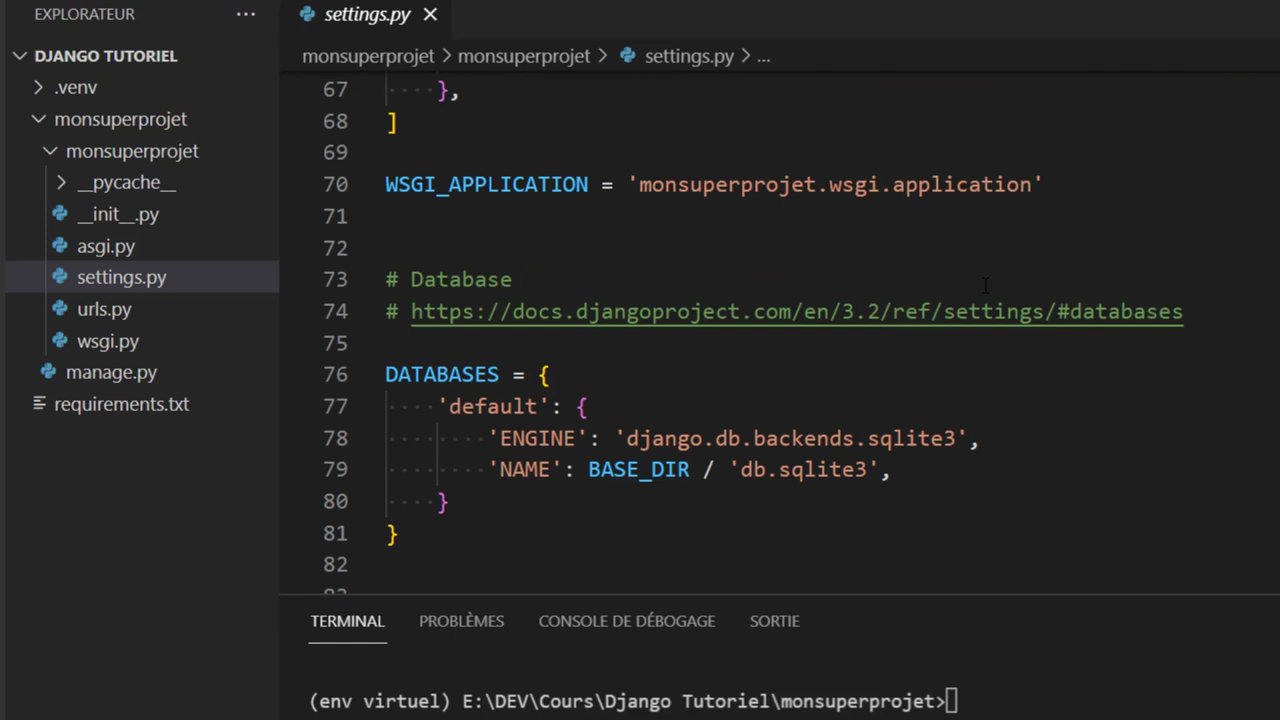 EXPLORATEUR ···
DJANGO TUTORIEL
.venv
monsuperprojet
monsuperprojet
__pycache__
__init__.py
asgi.py
settings.py
urls.py
wsgi.py
manage.py
requirements.txt
settings.py
monsuperprojet > monsuperprojet > settings.py > ...
67 },
68 ]
69
70 WSGI_APPLICATION = 'monsuperprojet.wsgi.application'
71
72
73 # Database
74 # https://docs.djangoproject.com/en/3.2/ref/settings/#databases
75
76 DATABASES = {
77 'default': {
78 'ENGINE': 'django.db.backends.sqlite3',
79 'NAME': BASE_DIR / 'db.sqlite3',
80 }
81 }
82
TERMINAL PROBLÈMES CONSOLE DE DÉBOGAGE SORTIE
(env virtuel) E:\DEV\Cours\Django Tutoriel\monsuperprojet>